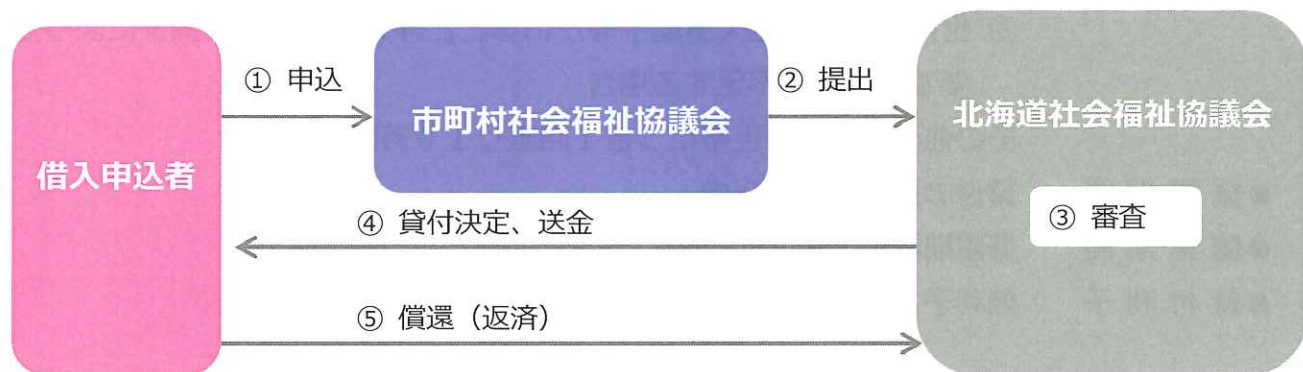 ① 申込
② 提出
市町村社会福祉協議会
北海道社会福祉協議会
借入申込者
③ 審査
④ 貸付決定、送金
⑤ 償還（返済）